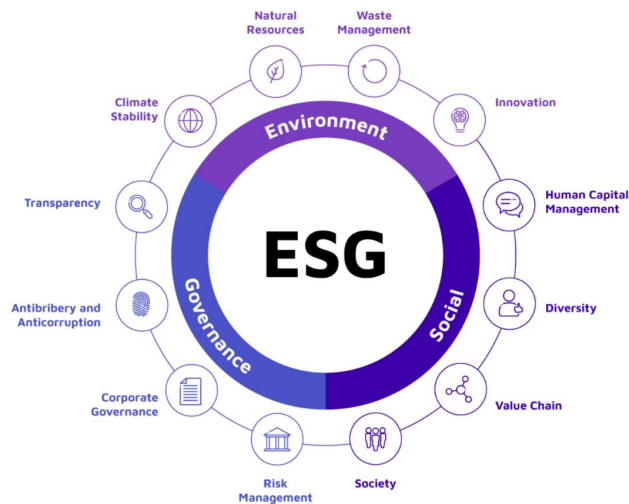 Natural
Resources
Waste
Management
Climate
Stability
Innovation
Environment
Transparency
Human Capital
Management
ESG
Antibribery and
Anticorruption
Governance
Social
Diversity
Corporate
Governance
Value Chain
Risk
Management
Society